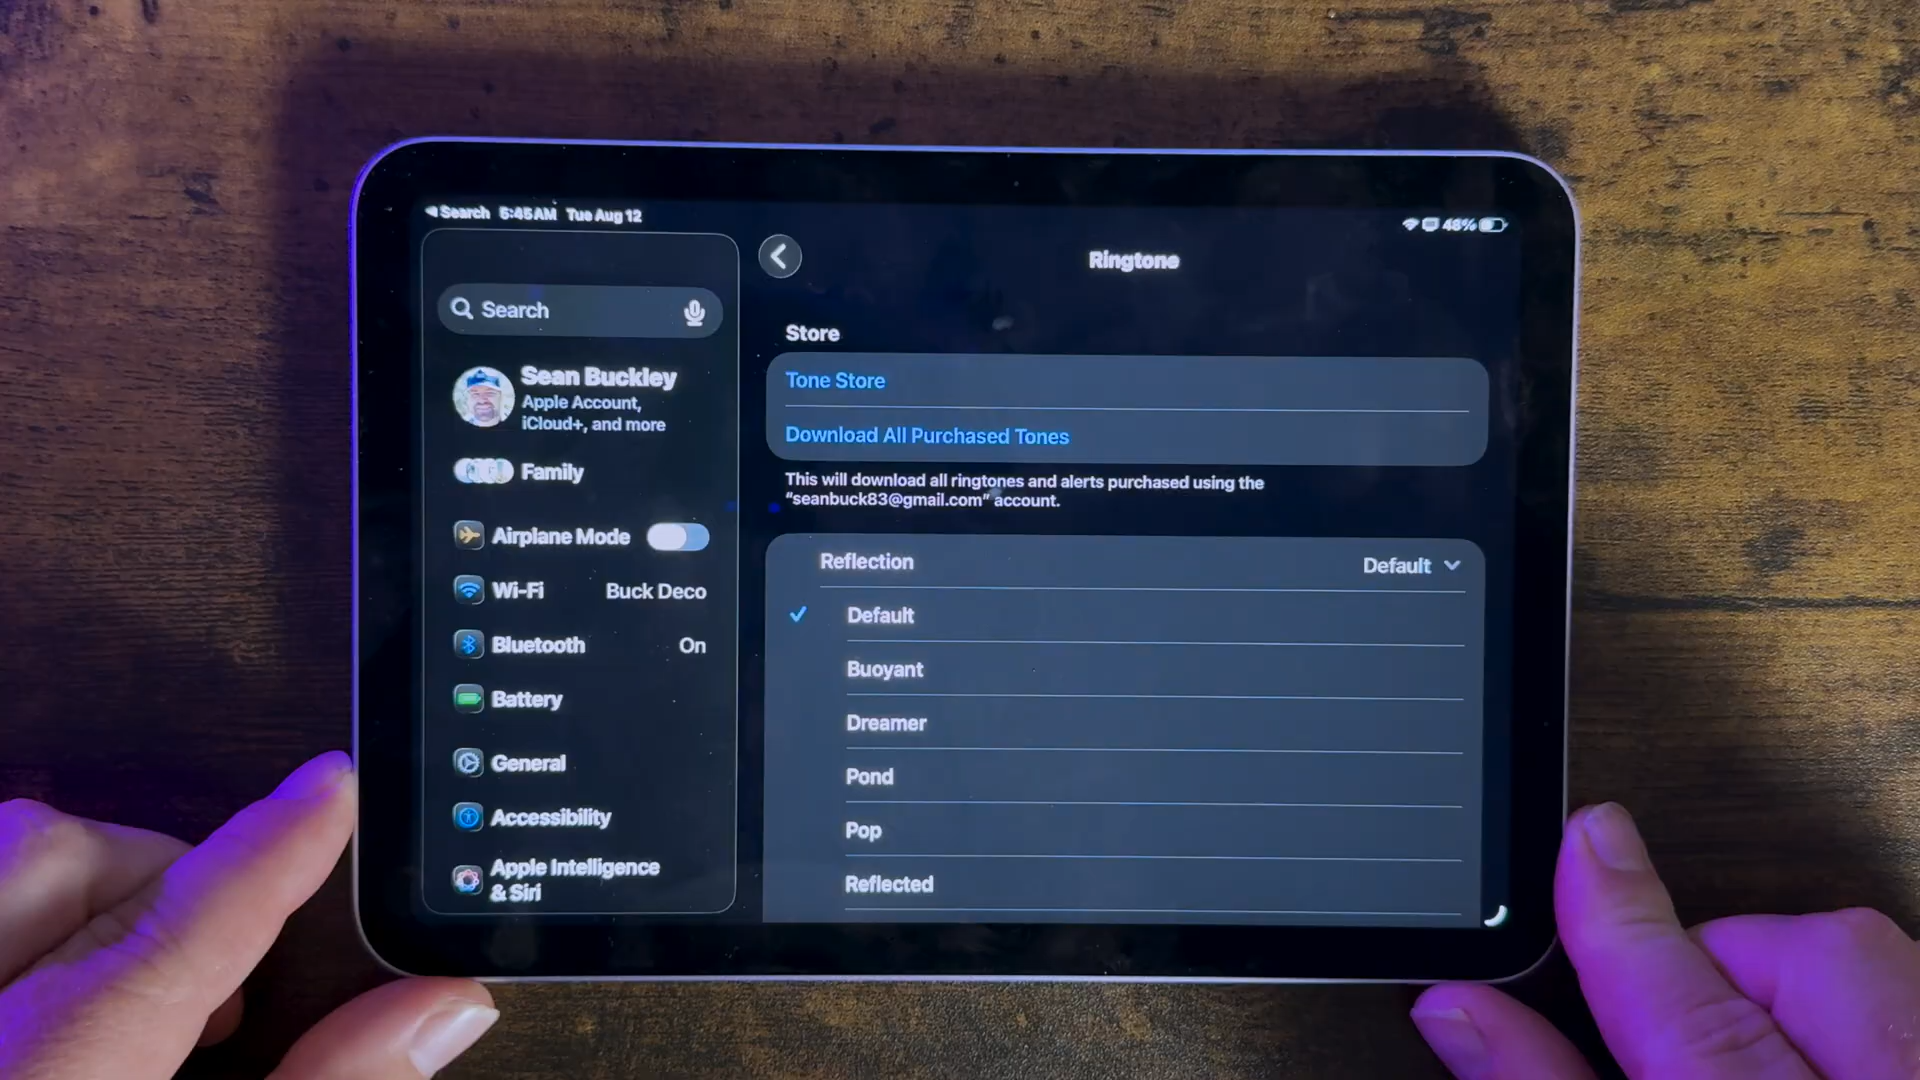 ◀ Search 5:45 AM Tue Aug 12
48%
Search
Sean Buckley
Apple Account,
iCloud+, and more
Family
Airplane Mode
Wi-Fi Buck Deco
Bluetooth On
Battery
General
Accessibility
Apple Intelligence
& Siri
Ringtone
Store
Tone Store
Download All Purchased Tones
This will download all ringtones and alerts purchased using the
“seanbuck83@gmail.com” account.
Reflection Default
Default
Buoyant
Dreamer
Pond
Pop
Reflected